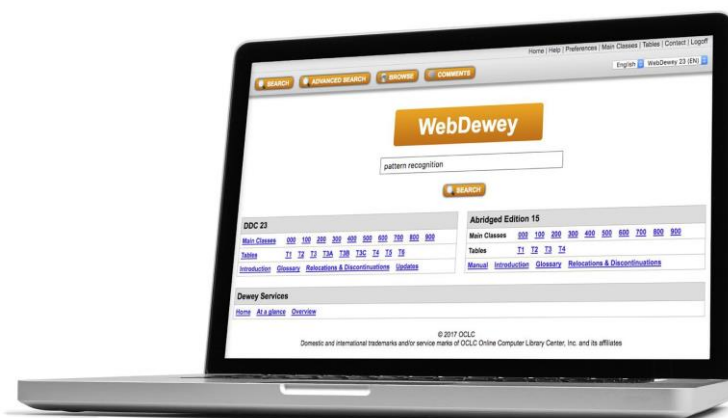 Home | Help | Preferences | Main Classes | Tables | Contact | Logoff
SEARCH ADVANCED SEARCH BROWSE COMMENTS
English WebDewey 23 (EN)
WebDewey
pattern recognition
SEARCH
DDC 23
Main Classes 000 100 200 300 400 500 600 700 800 900
Tables T1 T2 T3 T3A T3B T3C T4 T5 T6
Introduction Glossary Relocations & Discontinuations Updates
Abridged Edition 15
Main Classes 000 100 200 300 400 500 600 700 800 900
Tables T1 T2 T3 T4
Manual Introduction Glossary Relocations & Discontinuations
Dewey Services
Home At a glance Overview
© 2017 OCLC
Domestic and international trademarks and/or service marks of OCLC Online Computer Library Center, Inc. and its affiliates